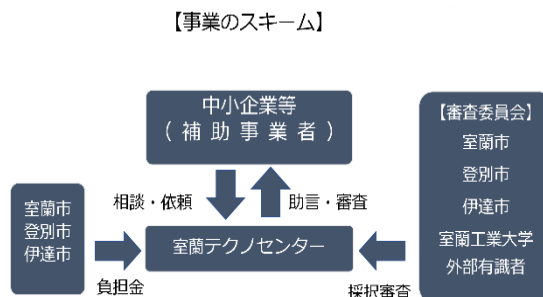 【事業のスキーム】
中小企業等
（補助事業者）
相談・依頼
助言・審査
室蘭市
登別市
伊達市
負担金
室蘭テクノセンター
採択審査
【審査委員会】
室蘭市
登別市
伊達市
室蘭工業大学
外部有識者